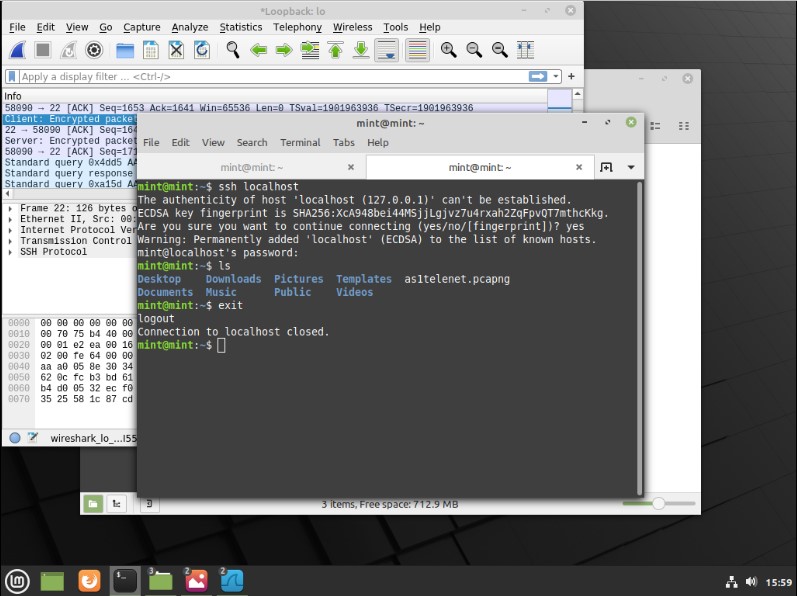 *Loopback: lo
File Edit View Go Capture Analyze Statistics Telephony Wireless Tools Help
Apply a display filter ... <Ctrl-/>
Info
58090 → 22 [ACK] Seq=1653 Ack=1641 Win=65536 Len=0 TSval=1901963936 TSecr=1901963936
Client: Encrypted packet
22 → 58090 [ACK] Seq=164
Server: Encrypted packet
58090 → 22 [ACK] Seq=171
Standard query 0x4dd5 AA
Standard query response
Standard query 0xa15d AA
Frame 22: 126 bytes o
Ethernet II, Src: 00:
Internet Protocol Ver
Transmission Control
SSH Protocol
0000 00 00 00 00 00 00
0010 00 70 75 b4 40 00
0020 00 01 e2 ea 00 16
0030 02 00 fe 64 00 00
0040 aa a0 05 8e 30 34
0050 62 0c fc b3 bd 61
0060 b4 d0 05 32 ec f0
0070 35 25 58 1c 87 cd
wireshark_lo_...I55
mint@mint: ~
File Edit View Search Terminal Tabs Help
mint@mint: ~ mint@mint: ~
mint@mint:~$ ssh localhost
The authenticity of host 'localhost (127.0.0.1)' can't be established.
ECDSA key fingerprint is SHA256:XcA948bei44MSjjLgjvz7u4rxah2ZqFpvQT7mthcKkg.
Are you sure you want to continue connecting (yes/no/[fingerprint])? yes
Warning: Permanently added 'localhost' (ECDSA) to the list of known hosts.
mint@localhost's password:
mint@mint:~$ ls
Desktop Downloads Pictures Templates as1telenet.pcapng
Documents Music Public Videos
mint@mint:~$ exit
logout
Connection to localhost closed.
mint@mint:~$
3 items, Free space: 712.9 MB
3 2 2
15:59